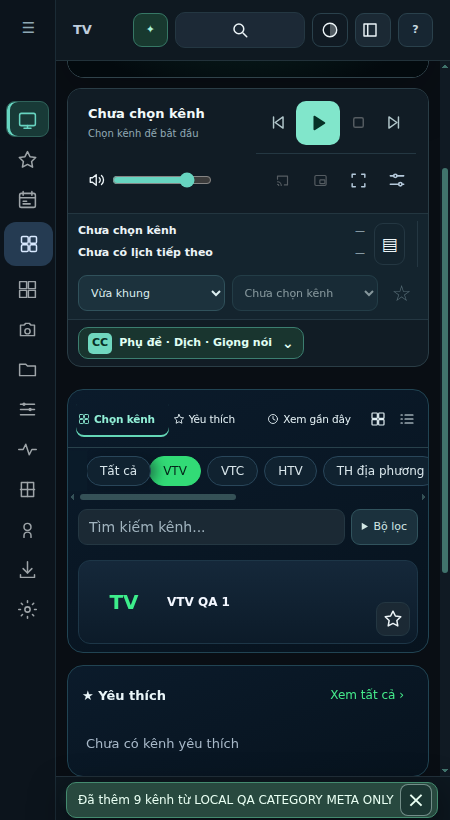 TV
?
Chưa chọn kênh
Chọn kênh để bắt đầu
Chưa chọn kênh —
Chưa có lịch tiếp theo —
Vừa khung
Chưa chọn kênh
CC Phụ đề · Dịch · Giọng nói
Chọn kênh Yêu thích Xem gần đây
Tất cả VTV VTC HTV TH địa phương
Tìm kiếm kênh...
Bộ lọc
TV VTV QA 1
★ Yêu thích Xem tất cả ›
Chưa có kênh yêu thích
Đã thêm 9 kênh từ LOCAL QA CATEGORY META ONLY